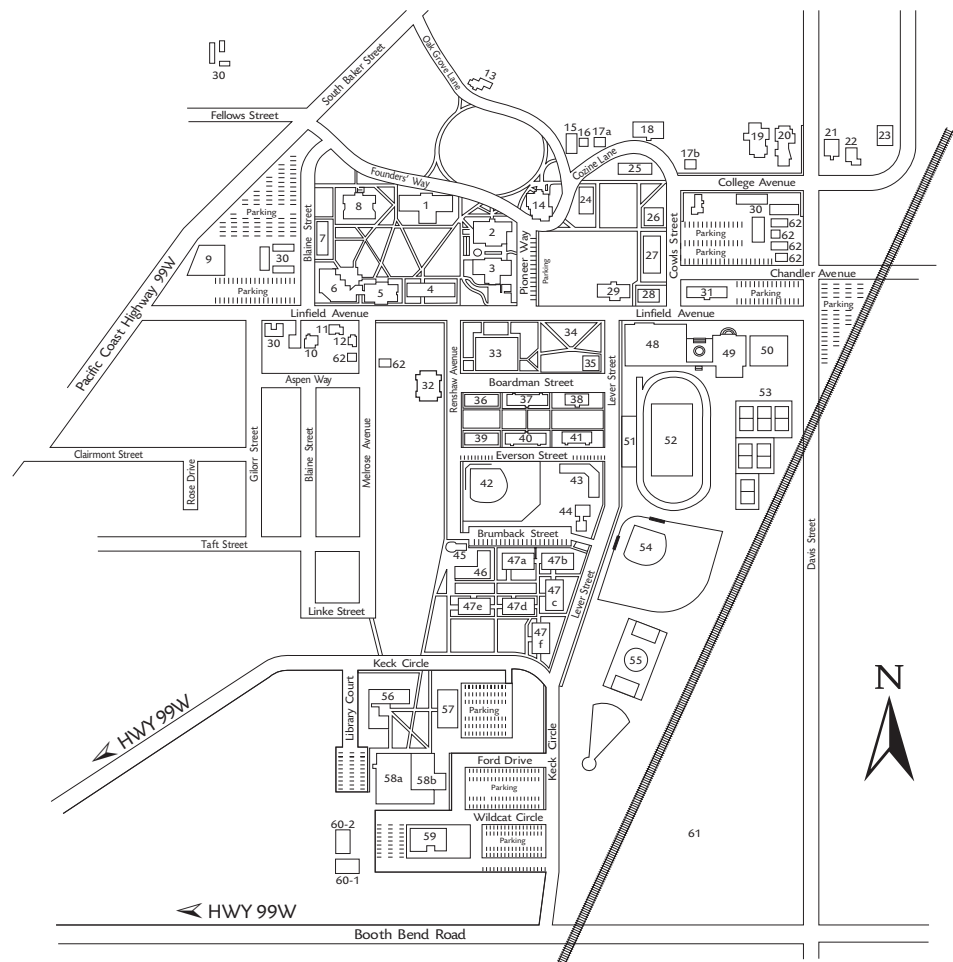 Oak Grove Lane
South Baker Street
13
30
Fellows Street
15
16
17a
18
19
20
21
22
23
17b
Cozine Lane
25
College Avenue
Founders' Way
Parking
8
1
14
24
26
30
62
62
62
62
Blaine Street
7
2
Pioneer Way
Parking
27
Cowls Street
Parking
Parking
9
30
Parking
6
5
4
3
29
28
31
Parking
Chandler Avenue
Parking
Pacific Coast Highway 99W
Linfield Avenue
Linfield Avenue
30
11
10
12
62
62
32
Renshaw Avenue
33
34
35
Lever Street
48
49
50
Aspen Way
Boardman Street
36
37
38
39
40
41
51
52
53
Clairmont Street
Rose Drive
Gilorr Street
Blaine Street
Melrose Avenue
Everson Street
42
43
44
Brumback Street
54
Davis Street
Taft Street
45
46
47a
47b
47
c
47e
47d
47
f
Lever Street
Linke Street
55
Keck Circle
N
HWY 99W
Library Court
56
57
Parking
Keck Circle
58a
58b
Ford Drive
Parking
Wildcat Circle
59
Parking
60-2
60-1
61
HWY 99W
Booth Bend Road